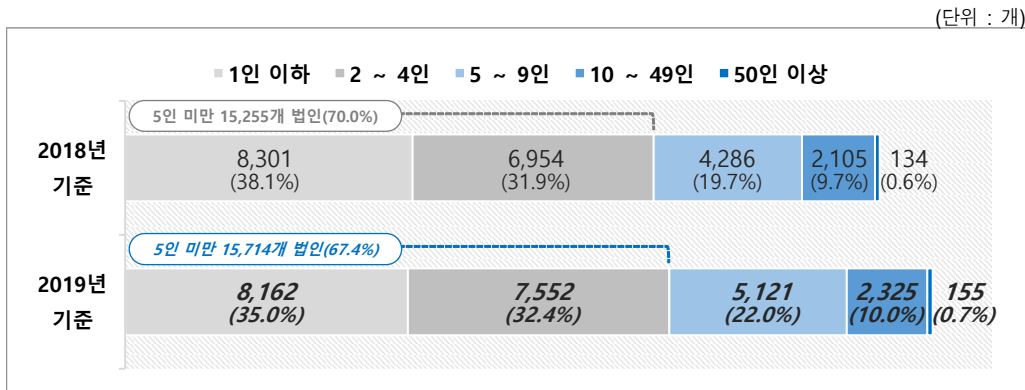 (단위 : 개)
1인 이하 2 ~ 4인 5 ~ 9인 10 ~ 49인 50인 이상
5인 미만 15,255개 법인(70.0%)
2018년
기준
8,301 6,954 4,286 2,105 134
(38.1%) (31.9%) (19.7%) (9.7%) (0.6%)
5인 미만 15,714개 법인(67.4%)
2019년
기준
8,162 7,552 5,121 2,325 155
(35.0%) (32.4%) (22.0%) (10.0%) (0.7%)